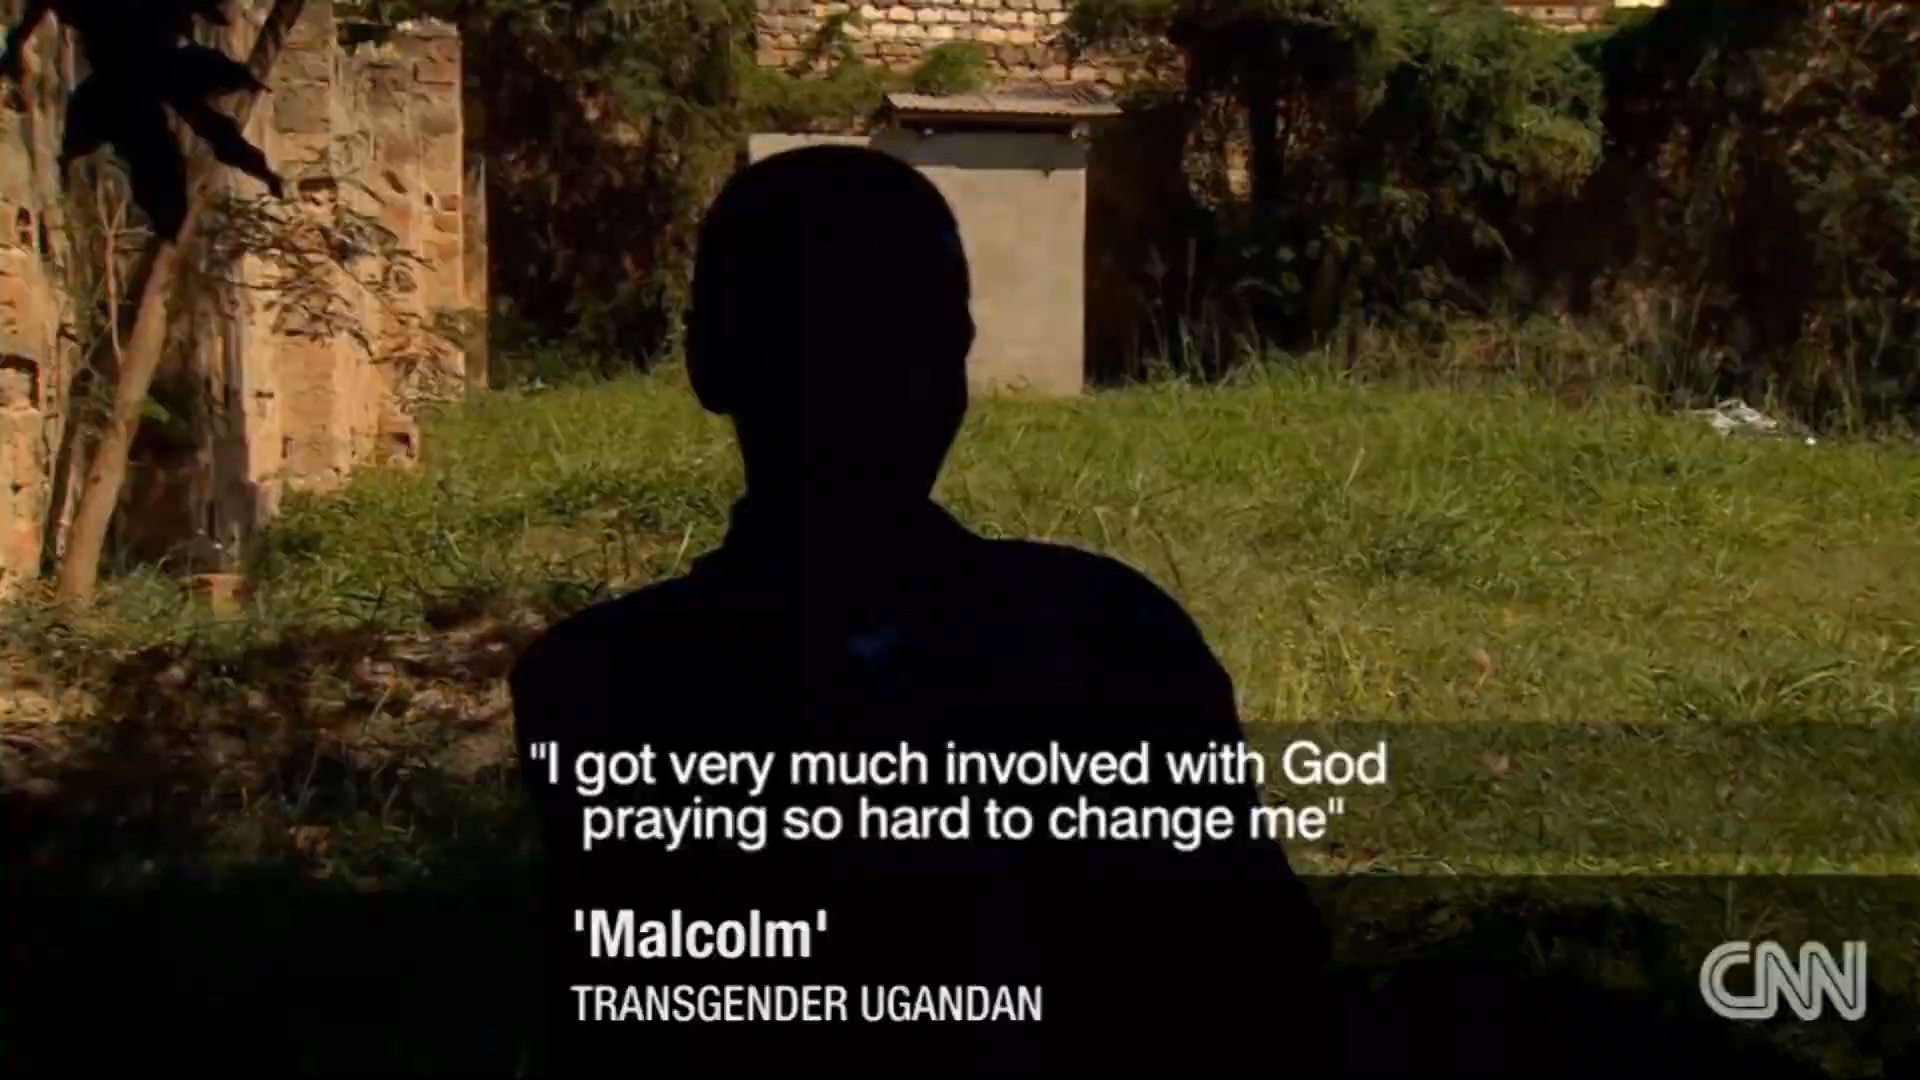 "I got very much involved with God
praying so hard to change me"
'Malcolm'
TRANSGENDER UGANDAN
CNN